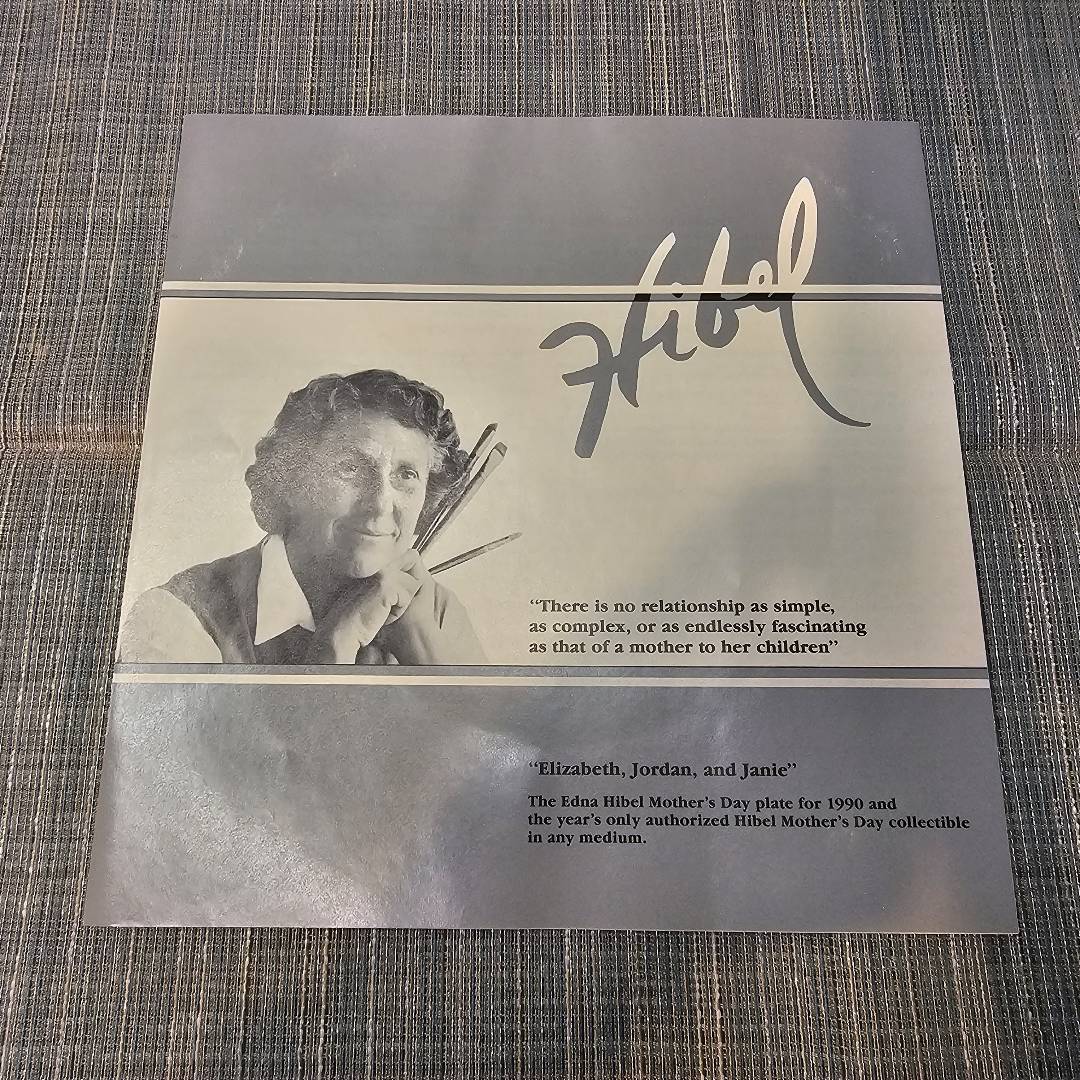 Hibel
“There is no relationship as simple,
as complex, or as endlessly fascinating
as that of a mother to her children”
“Elizabeth, Jordan, and Janie”
The Edna Hibel Mother’s Day plate for 1990 and
the year’s only authorized Hibel Mother’s Day collectible
in any medium.